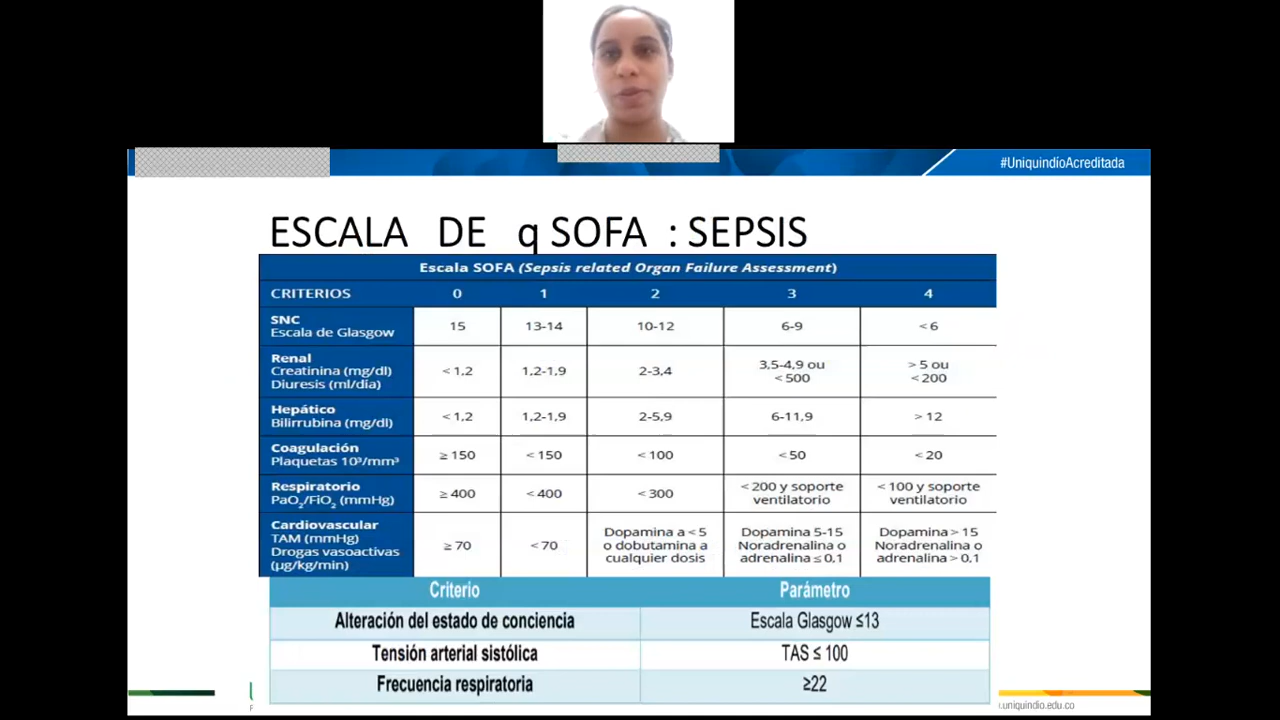 #UniquindíoAcreditada
ESCALA DE q SOFA : SEPSIS
Escala SOFA (Sepsis related Organ Failure Assessment)
CRITERIOS 0 1 2 3 4
SNC
Escala de Glasgow 15 13-14 10-12 6-9 < 6
Renal
Creatinina (mg/dl)
Diuresis (ml/día) < 1,2 1,2-1,9 2-3,4 3,5-4,9 ou
< 500 > 5 ou
< 200
Hepático
Bilirrubina (mg/dl) < 1,2 1,2-1,9 2-5,9 6-11,9 > 12
Coagulación
Plaquetas 10³/mm³ ≥ 150 < 150 < 100 < 50 < 20
Respiratorio
PaO₂/FiO₂ (mmHg) ≥ 400 < 400 < 300 < 200 y soporte
ventilatorio < 100 y soporte
ventilatorio
Cardiovascular
TAM (mmHg)
Drogas vasoactivas
(µg/kg/min) ≥ 70 < 70 Dopamina a < 5
o dobutamina a
cualquier dosis Dopamina 5-15
Noradrenalina o
adrenalina ≤ 0,1 Dopamina > 15
Noradrenalina o
adrenalina > 0,1
Criterio Parámetro
Alteración del estado de conciencia Escala Glasgow ≤13
Tensión arterial sistólica TAS ≤ 100
Frecuencia respiratoria ≥22
.uniquindio.edu.co